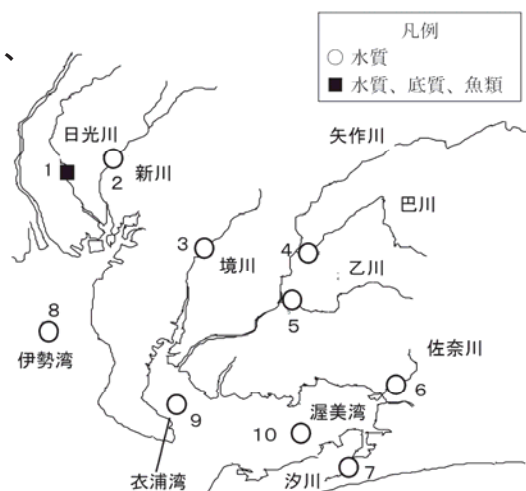 凡例
○ 水質
■ 水質、底質、魚類
矢作川
日光川
1
2
新川
巴川
3
境川
4
乙川
8
伊勢湾
5
佐奈川
6
9
渥美湾
10
衣浦湾
汐川
7